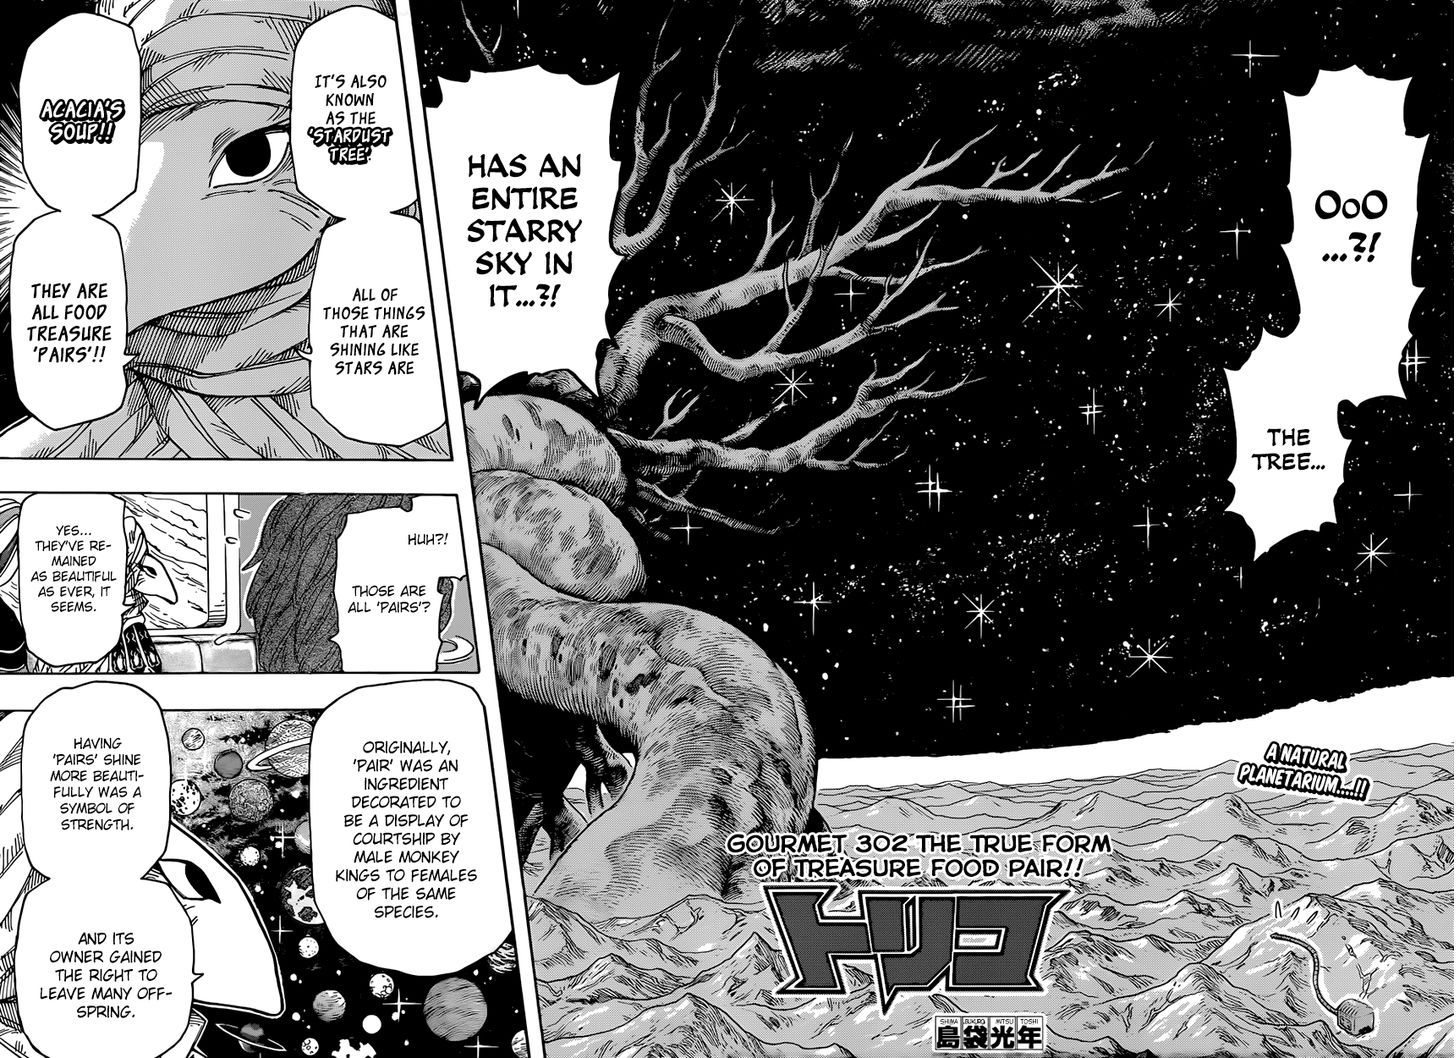 OoO
...?!
THE
TREE...
HAS AN
ENTIRE
STARRY
SKY IN
IT...?!
A NATURAL
PLANETARIUM...!!
GOURMET 302 THE TRUE FORM
OF TREASURE FOOD PAIR!!
トリコ
SHIMA BUKURO MITSU TOSHI
島袋光年
IT'S ALSO
KNOWN
AS THE
'STARDUST
TREE'.
ALL OF
THOSE THINGS
THAT ARE
SHINING LIKE
STARS ARE
ACACIA'S
SOUP!!
THEY ARE
ALL FOOD
TREASURE
'PAIRS'!!
HUH?!
THOSE ARE
ALL 'PAIRS'?
YES...
THEY'VE RE-
MAINED
AS BEAUTIFUL
AS EVER, IT
SEEMS.
ORIGINALLY,
'PAIR' WAS AN
INGREDIENT
DECORATED TO
BE A DISPLAY OF
COURTSHIP BY
MALE MONKEY
KINGS TO FEMALES
OF THE SAME
SPECIES.
HAVING
'PAIRS' SHINE
MORE BEAUTI-
FULLY WAS A
SYMBOL OF
STRENGTH.
AND ITS
OWNER GAINED
THE RIGHT TO
LEAVE MANY OFF-
SPRING.